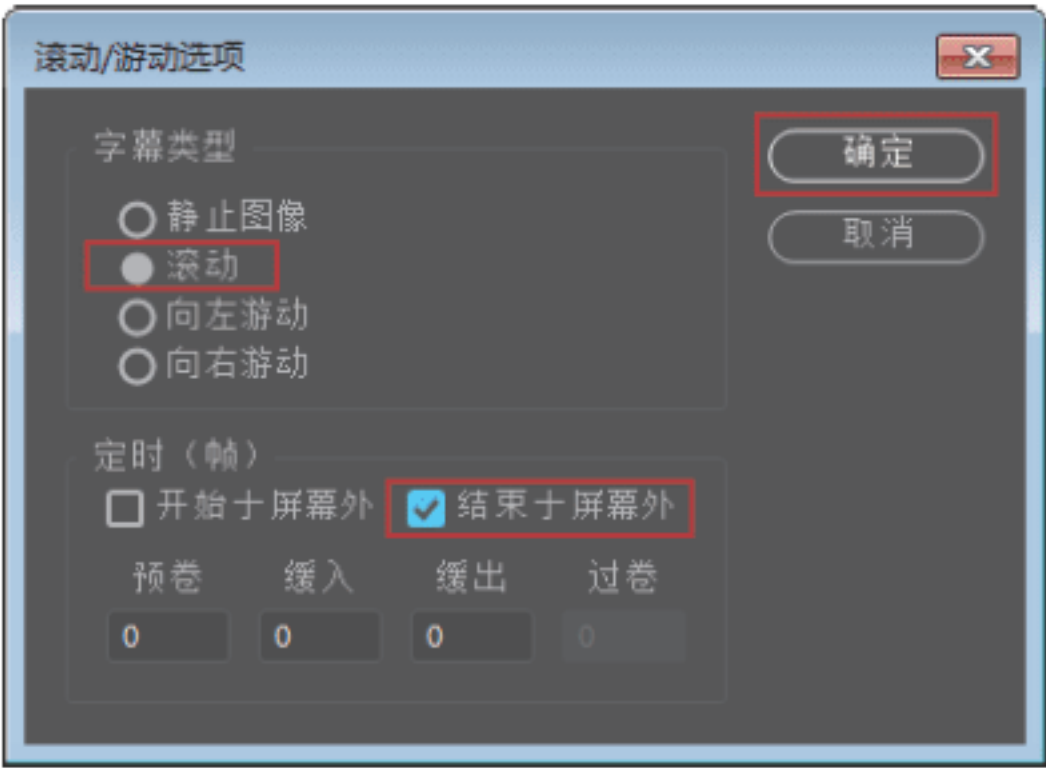 滚动/游动选项
字幕类型
静止图像
滚动
向左游动
向右游动
确定
取消
定时（帧）
开始于屏幕外 结束于屏幕外
预卷 缓入 缓出 过卷
0 0 0 0